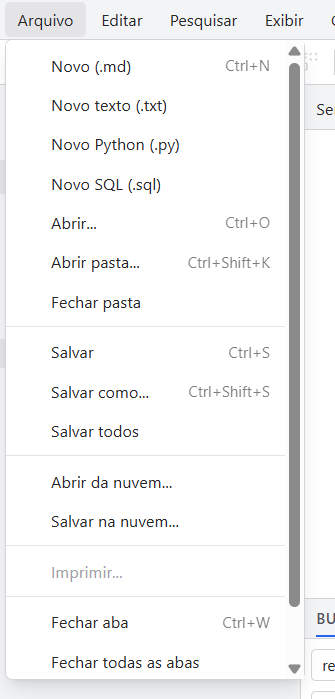 Arquivo Editar Pesquisar Exibir
Novo (.md) Ctrl+N
Novo texto (.txt)
Novo Python (.py)
Novo SQL (.sql)
Abrir... Ctrl+O
Abrir pasta... Ctrl+Shift+K
Fechar pasta
Salvar Ctrl+S
Salvar como... Ctrl+Shift+S
Salvar todos
Abrir da nuvem...
Salvar na nuvem...
Imprimir...
Fechar aba Ctrl+W
Fechar todas as abas